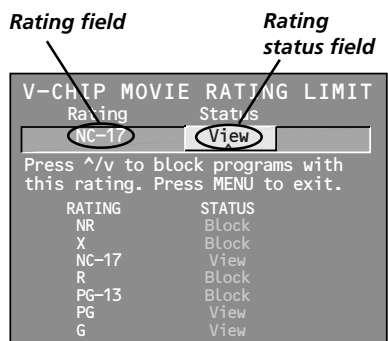 Rating field
Rating
status field
V-CHIP MOVIE RATING LIMIT
Rating Status
NC-17 View
Press ^/v to block programs with
this rating. Press MENU to exit.
RATING STATUS
NR Block
X Block
NC-17 View
R Block
PG-13 Block
PG View
G View